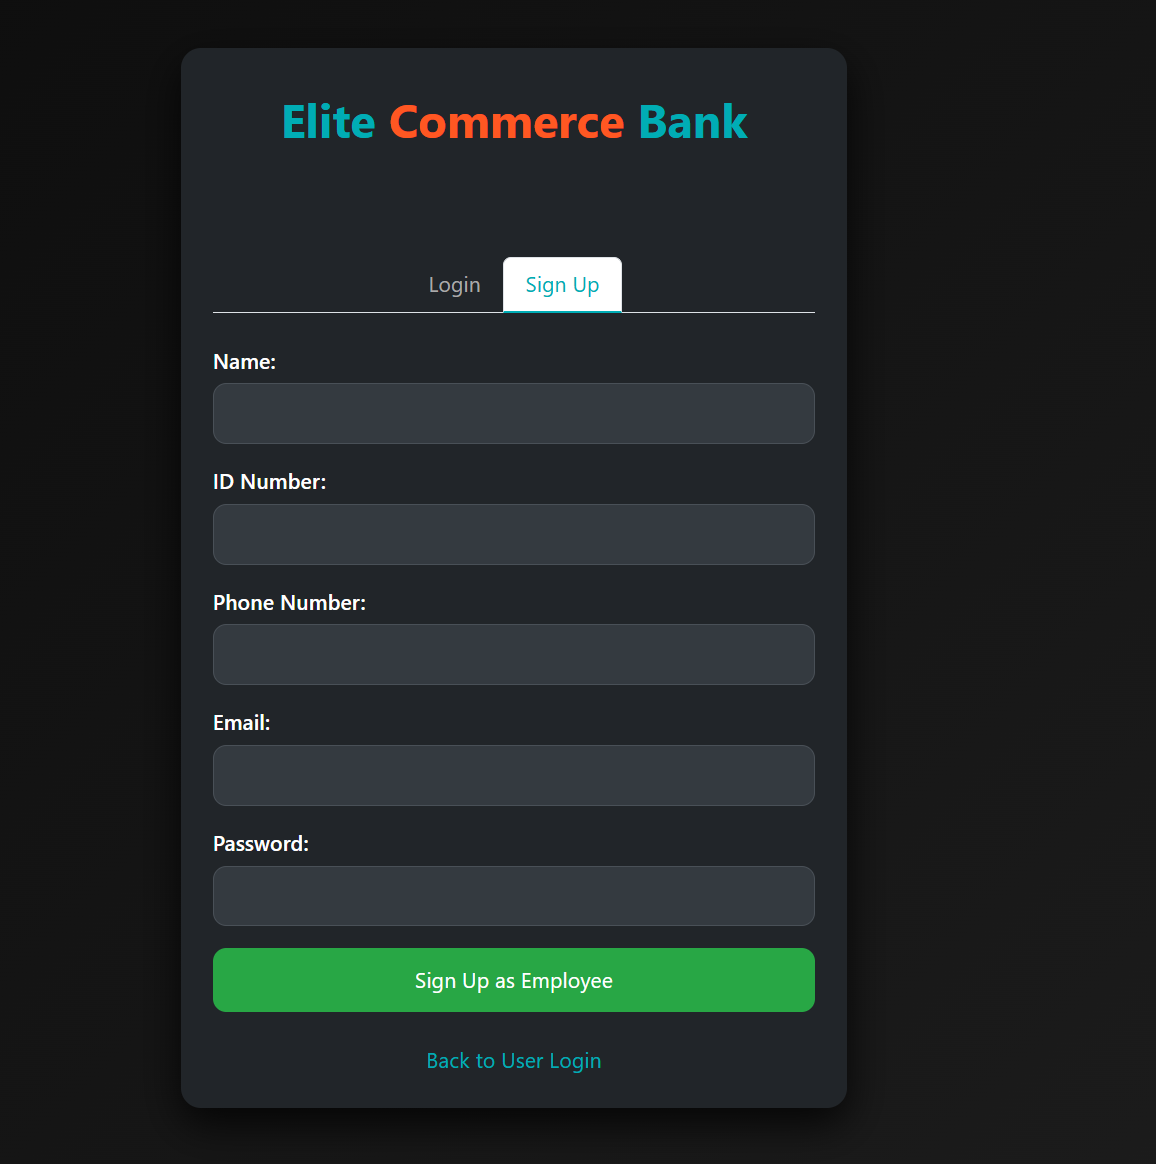 Elite Commerce Bank
Login Sign Up
Name:
ID Number:
Phone Number:
Email:
Password:
Sign Up as Employee
Back to User Login